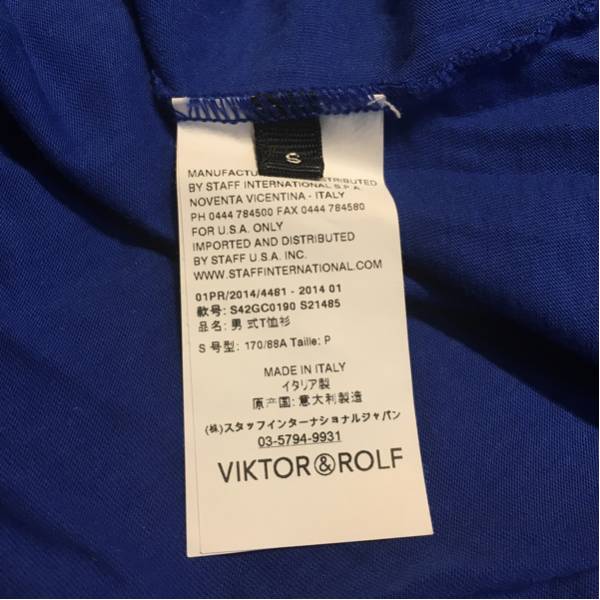 S
MANUFACTU STRIBUTED
BY STAFF INTERNATIONAL S.P.A.
NOVENTA VICENTINA - ITALY
PH 0444 784500 FAX 0444 784580
FOR U.S.A. ONLY
IMPORTED AND DISTRIBUTED
BY STAFF U.S.A. INC.
WWW.STAFFINTERNATIONAL.COM
01PR/2014/4481 - 2014 01
款号: S42GC0190 S21485
品名: 男 式T恤衫
S 号型: 170/88A Taille: P
MADE IN ITALY
イタリア製
原产国: 意大利製造
(株)スタッフインターナショナルジャパン
03-5794-9931
VIKTOR&ROLF